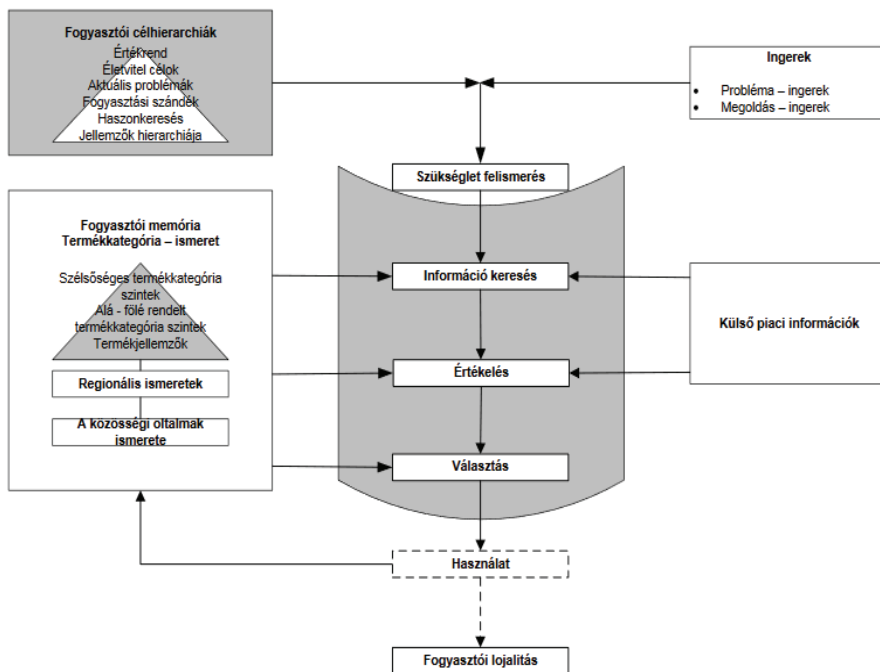 Fogyasztói célhierarchiák
Értékrend
Életvitel célok
Aktuális problémák
Fogyasztási szándék
Haszonkeresés
Jellemzők hierarchiája
Ingerek
• Probléma – ingerek
• Megoldás – ingerek
Szükséglet felismerés
Fogyasztói memória
Termékkategória – ismeret
Szélsőséges termékkategória
szintek
Alá - fölé rendelt
termékkategória szintek
Termékjellemzők
Regionális ismeretek
A közösségi oltalmak
ismerete
Információ keresés
Értékelés
Választás
Külső piaci információk
Használat
Fogyasztói lojalitás